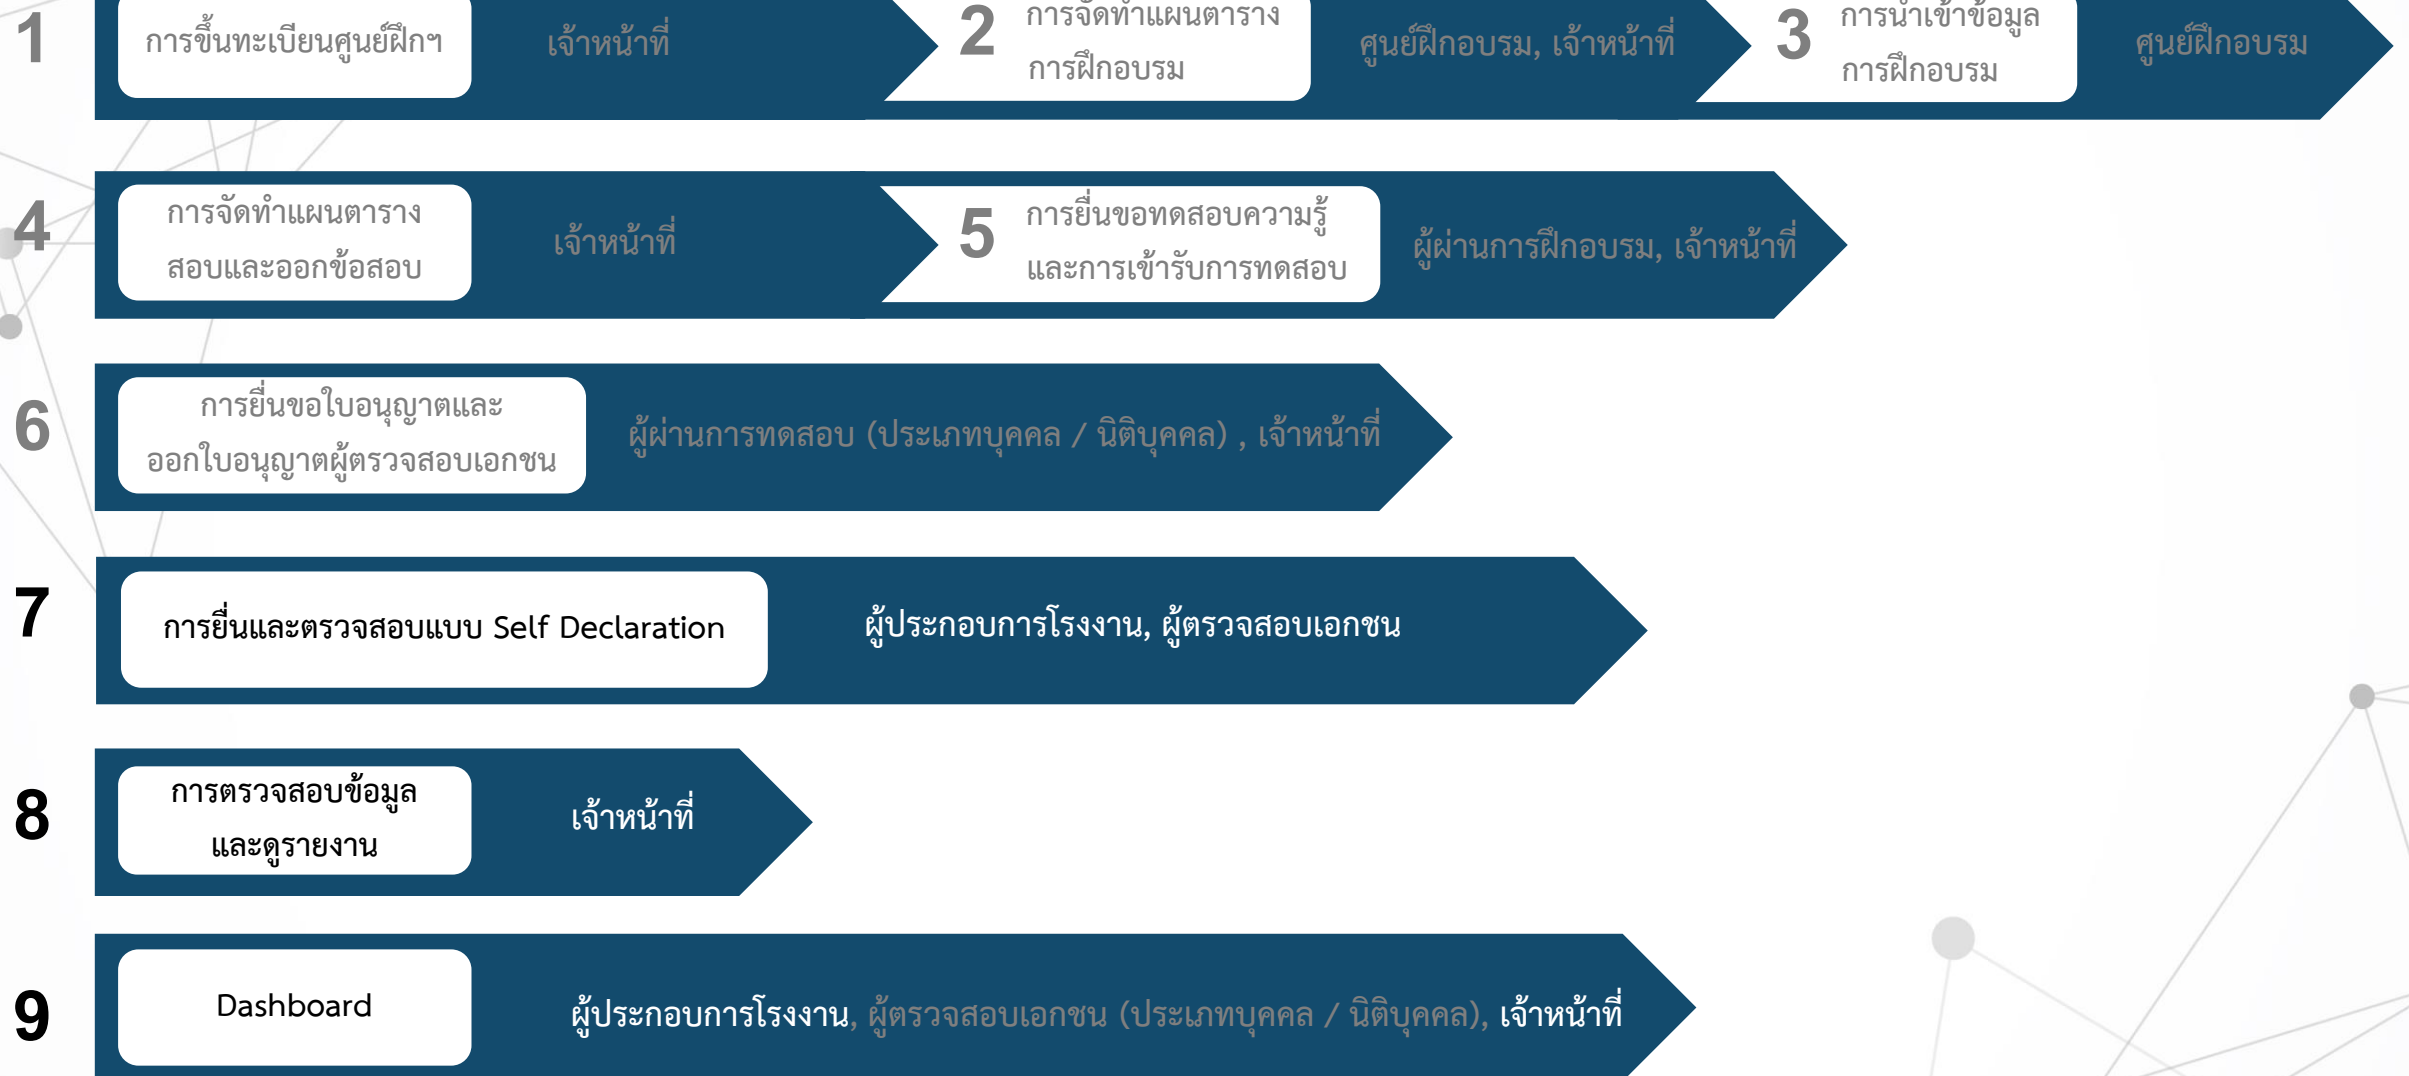 1
การขึ้นทะเบียนศูนย์ฝึกฯ
เจ้าหน้าที่
2
การจัดทำแผนตาราง
การฝึกอบรม
ศูนย์ฝึกอบรม, เจ้าหน้าที่
3
การนำเข้าข้อมูล
การฝึกอบรม
ศูนย์ฝึกอบรม
4
การจัดทำแผนตาราง
สอบและออกข้อสอบ
เจ้าหน้าที่
5
การยื่นขอทดสอบความรู้
และการเข้ารับการทดสอบ
ผู้ผ่านการฝึกอบรม, เจ้าหน้าที่
6
การยื่นขอใบอนุญาตและ
ออกใบอนุญาตผู้ตรวจสอบเอกชน
ผู้ผ่านการทดสอบ (ประเภทบุคคล / นิติบุคคล) , เจ้าหน้าที่
7
การยื่นและตรวจสอบแบบ Self Declaration
ผู้ประกอบการโรงงาน, ผู้ตรวจสอบเอกชน
8
การตรวจสอบข้อมูล
และดูรายงาน
เจ้าหน้าที่
9
Dashboard
ผู้ประกอบการโรงงาน, ผู้ตรวจสอบเอกชน (ประเภทบุคคล / นิติบุคคล), เจ้าหน้าที่